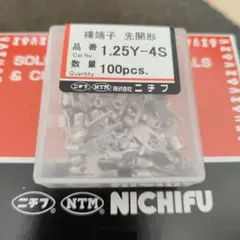 裸端子 先開形
品番 1.25Y-4S
Cat.No.
数量 100pcs.
Quantity
ニチフ NTM 株式会社 ニチフ
SOL
& CO
ニチフ NTM NICHIFU